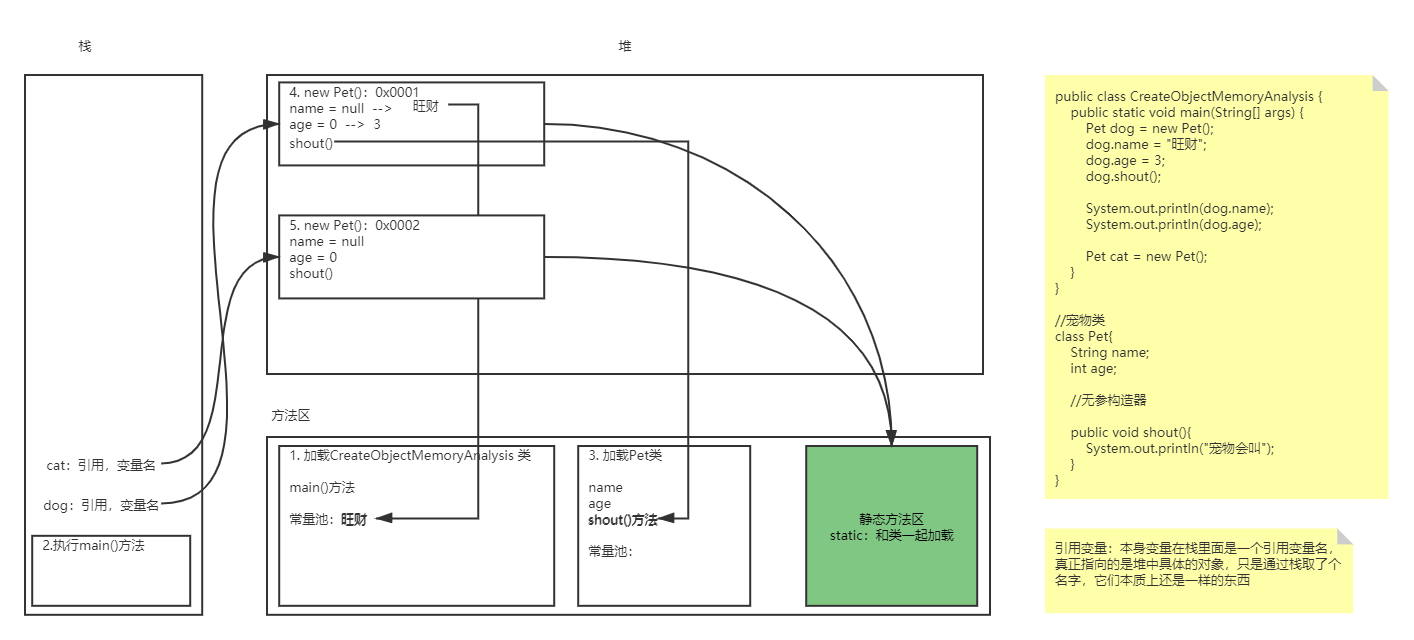 栈
堆
4. new Pet()：0x0001
name = null --> 旺财
age = 0 --> 3
shout()
5. new Pet()：0x0002
name = null
age = 0
shout()
cat：引用，变量名
dog：引用，变量名
2.执行main()方法
方法区
1. 加载CreateObjectMemoryAnalysis 类
main()方法
常量池：旺财
3. 加载Pet类
name
age
shout()方法
常量池：
静态方法区
static：和类一起加载
public class CreateObjectMemoryAnalysis {
public static void main(String[] args) {
Pet dog = new Pet();
dog.name = "旺财";
dog.age = 3;
dog.shout();
System.out.println(dog.name);
System.out.println(dog.age);
Pet cat = new Pet();
}
}
//宠物类
class Pet{
String name;
int age;
//无参构造器
public void shout(){
System.out.println("宠物会叫");
}
}
引用变量：本身变量在栈里面是一个引用变量名，
真正指向的是堆中具体的对象，只是通过栈取了个
名字，它们本质上还是一样的东西